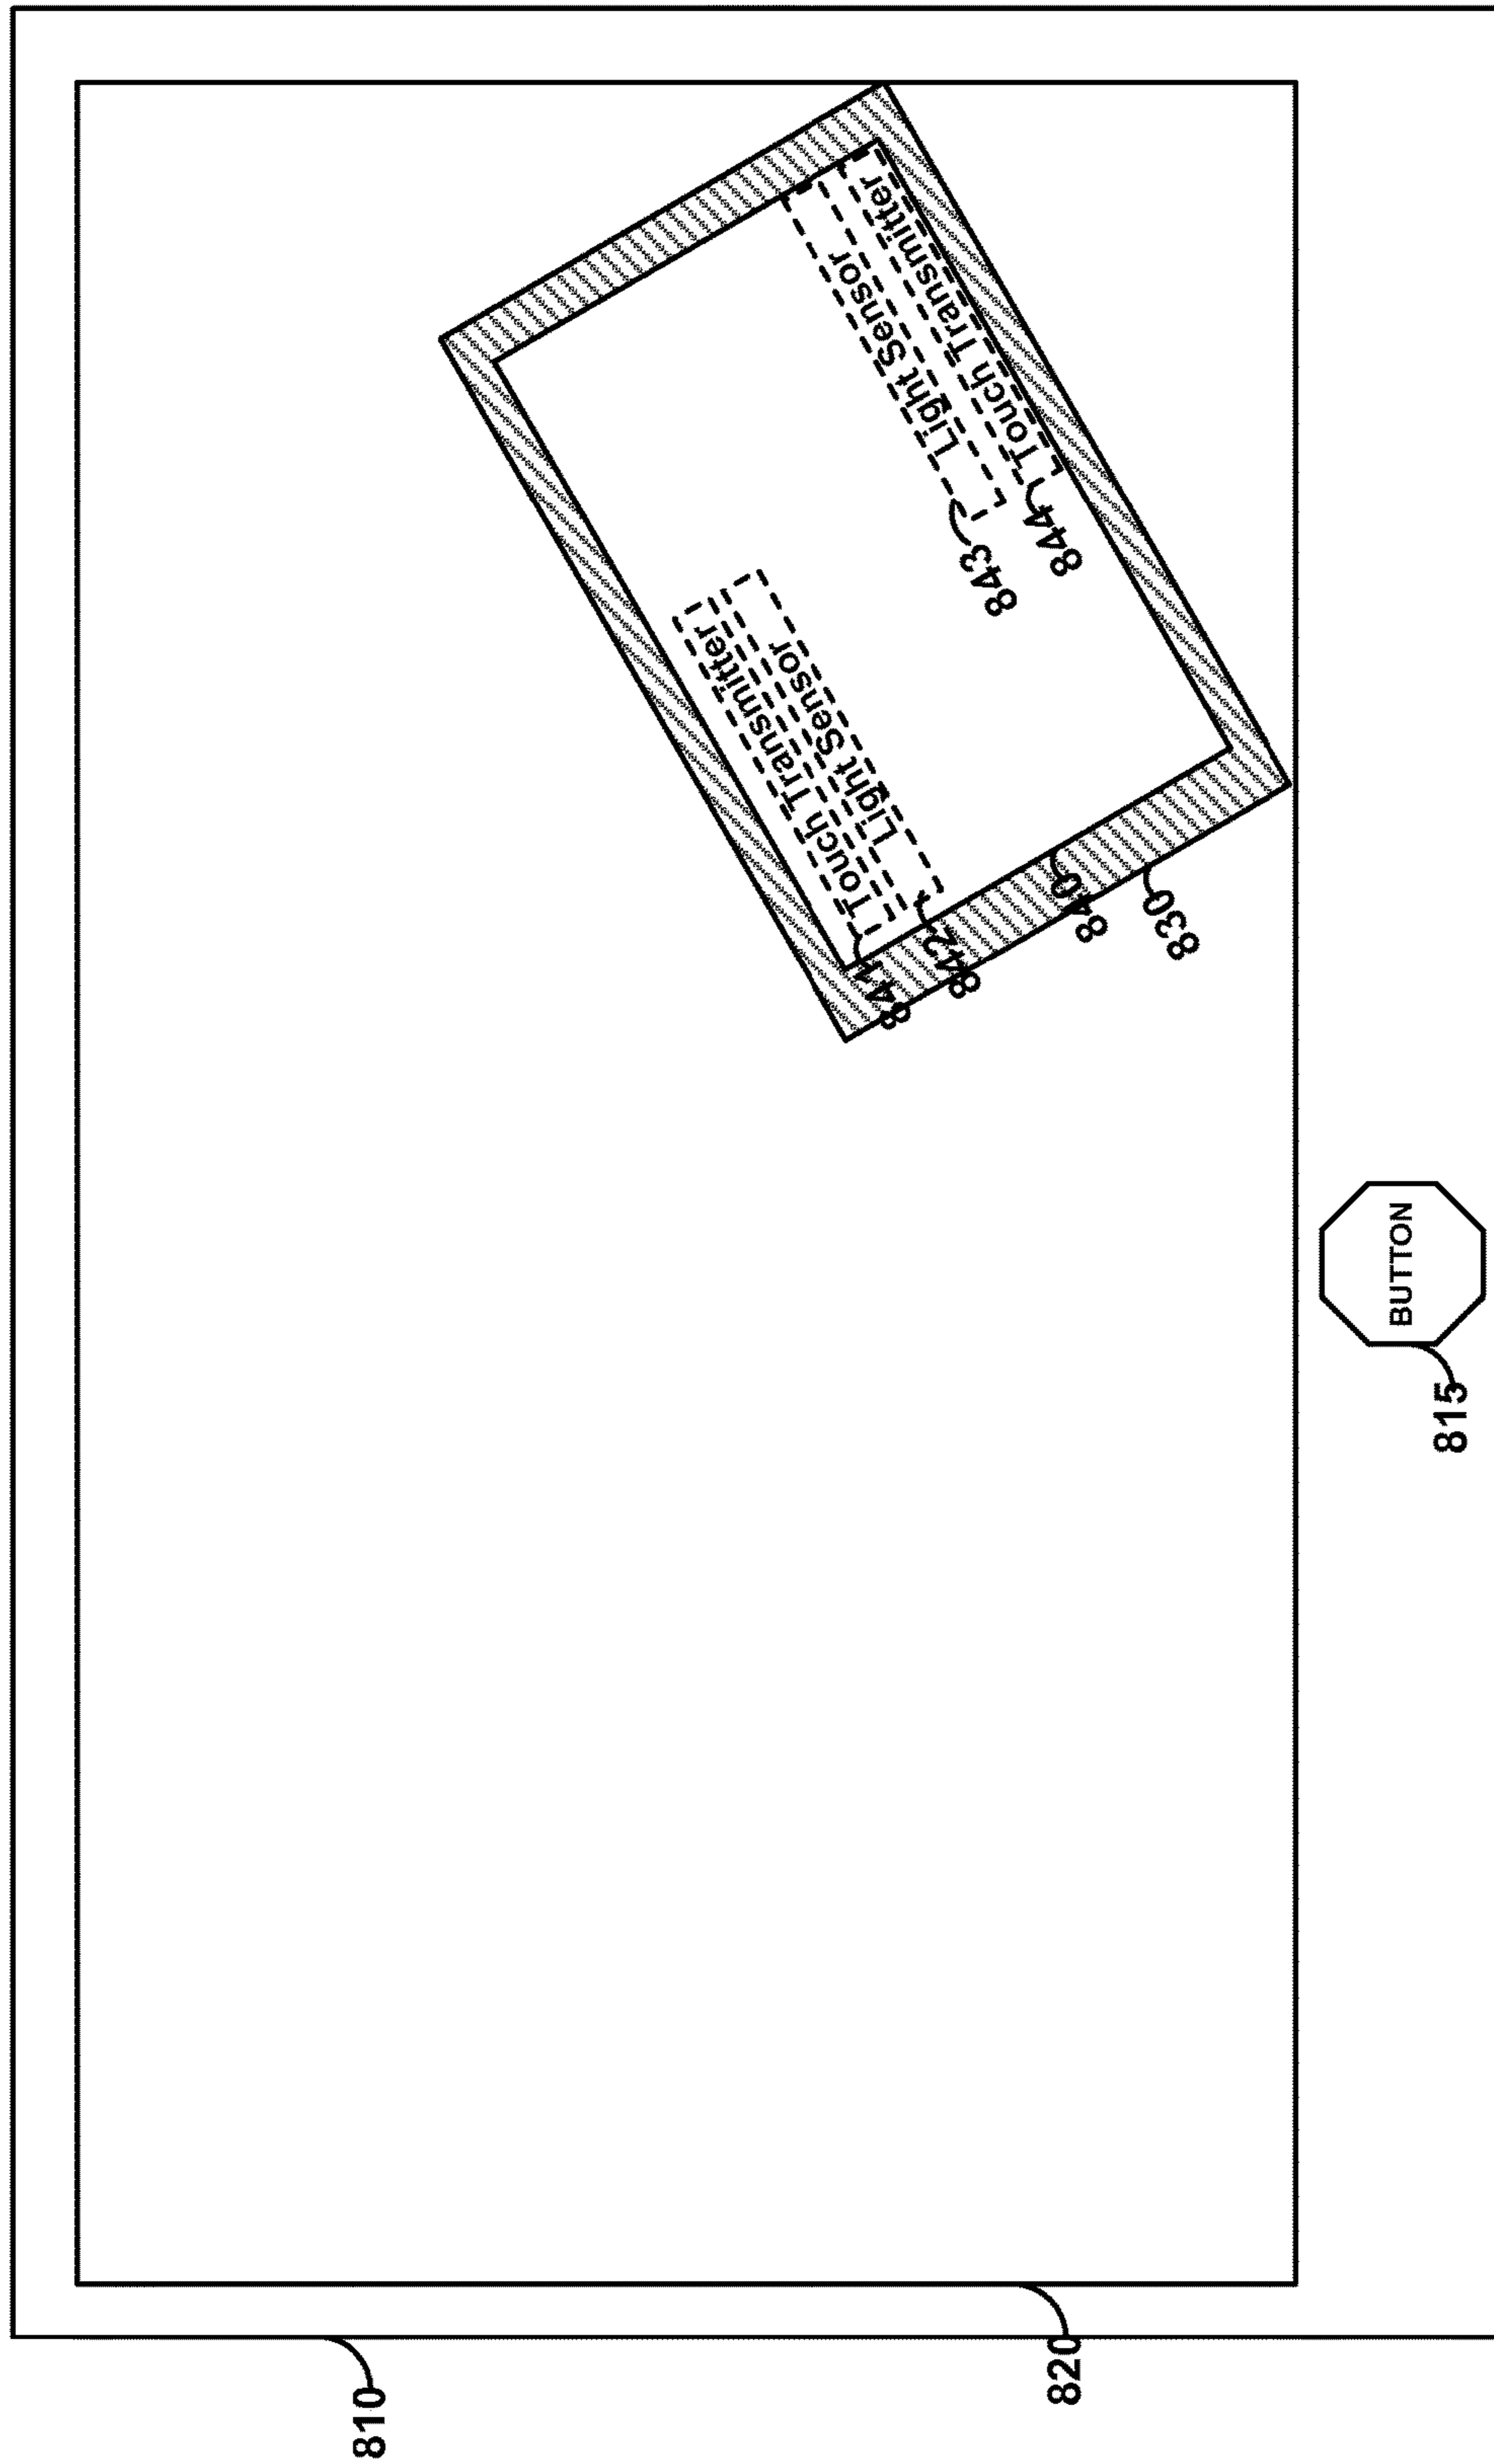 810
820
Touch Transmitter
841
Light Sensor
842
Light Sensor
843
Touch Transmitter
844
840
830
BUTTON
815